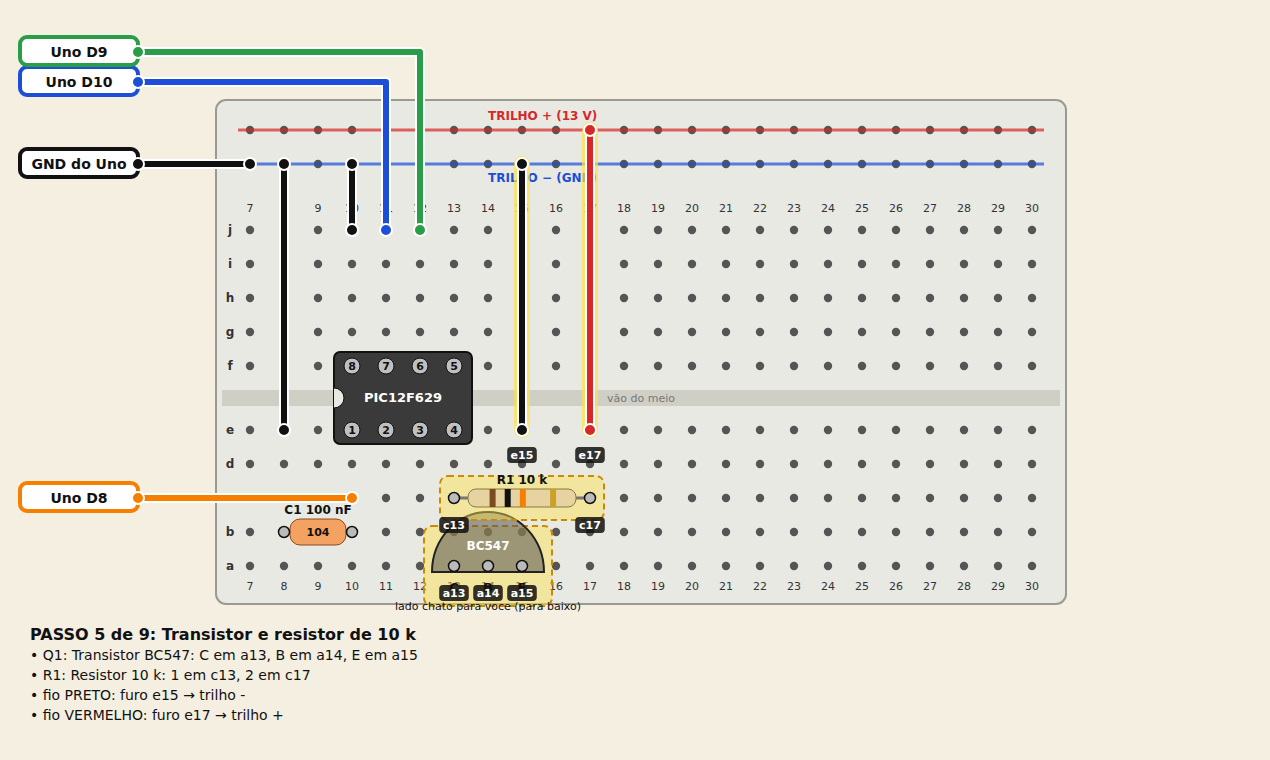 Uno D9
Uno D10
TRILHO + (13 V)
GND do Uno
TRILHO − (GND)
7 9 13 14 16 18 19 20 21 22 23 24 25 26 27 28 29 30
j
i
h
g
f
8 7 6 5
PIC12F629
vão do meio
1 2 3 4
e
e15 e17
d
R1 10 k
Uno D8
C1 100 nF
c13 c17
104
b
BC547
a
7 8 9 10 11 12 16 17 18 19 20 21 22 23 24 25 26 27 28 29 30
a13 a14 a15
lado chato para você (para baixo)
PASSO 5 de 9: Transistor e resistor de 10 k
• Q1: Transistor BC547: C em a13, B em a14, E em a15
• R1: Resistor 10 k: 1 em c13, 2 em c17
• fio PRETO: furo e15 → trilho -
• fio VERMELHO: furo e17 → trilho +